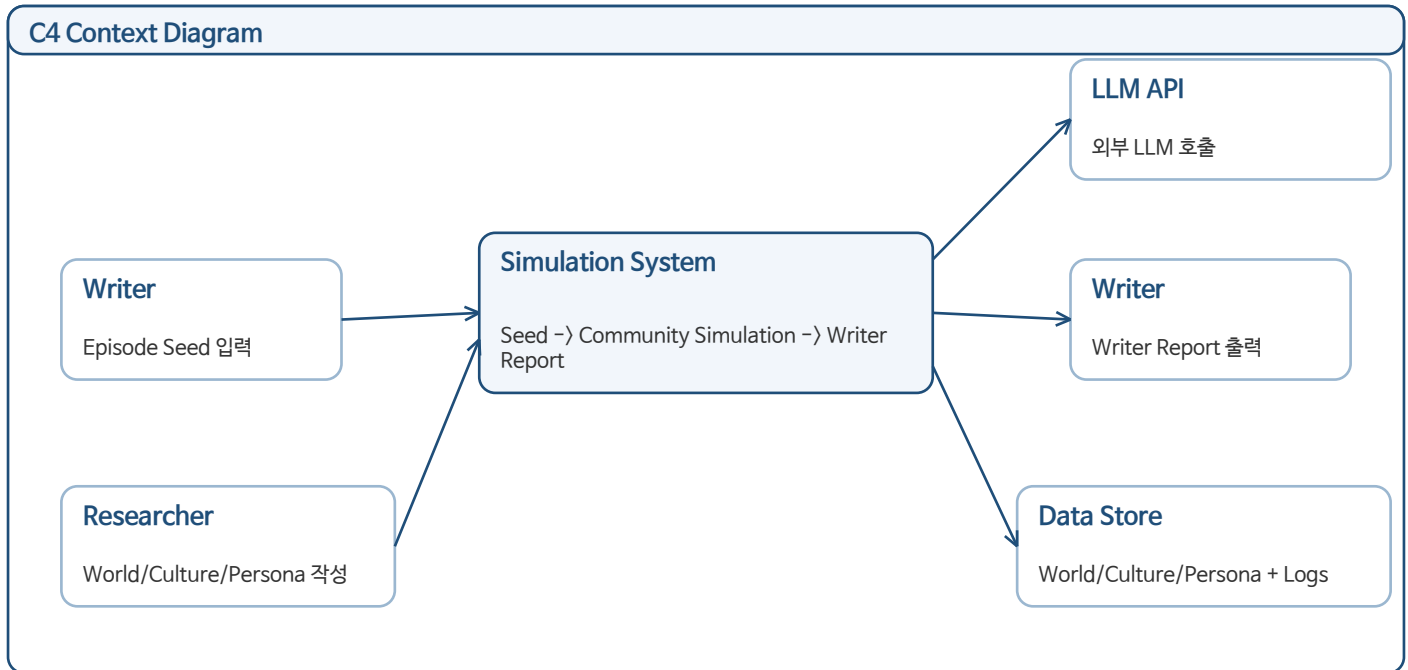 C4 Context Diagram
LLM API
외부 LLM 호출
Simulation System
Seed -> Community Simulation -> Writer
Report
Writer
Episode Seed 입력
Writer
Writer Report 출력
Researcher
World/Culture/Persona 작성
Data Store
World/Culture/Persona + Logs